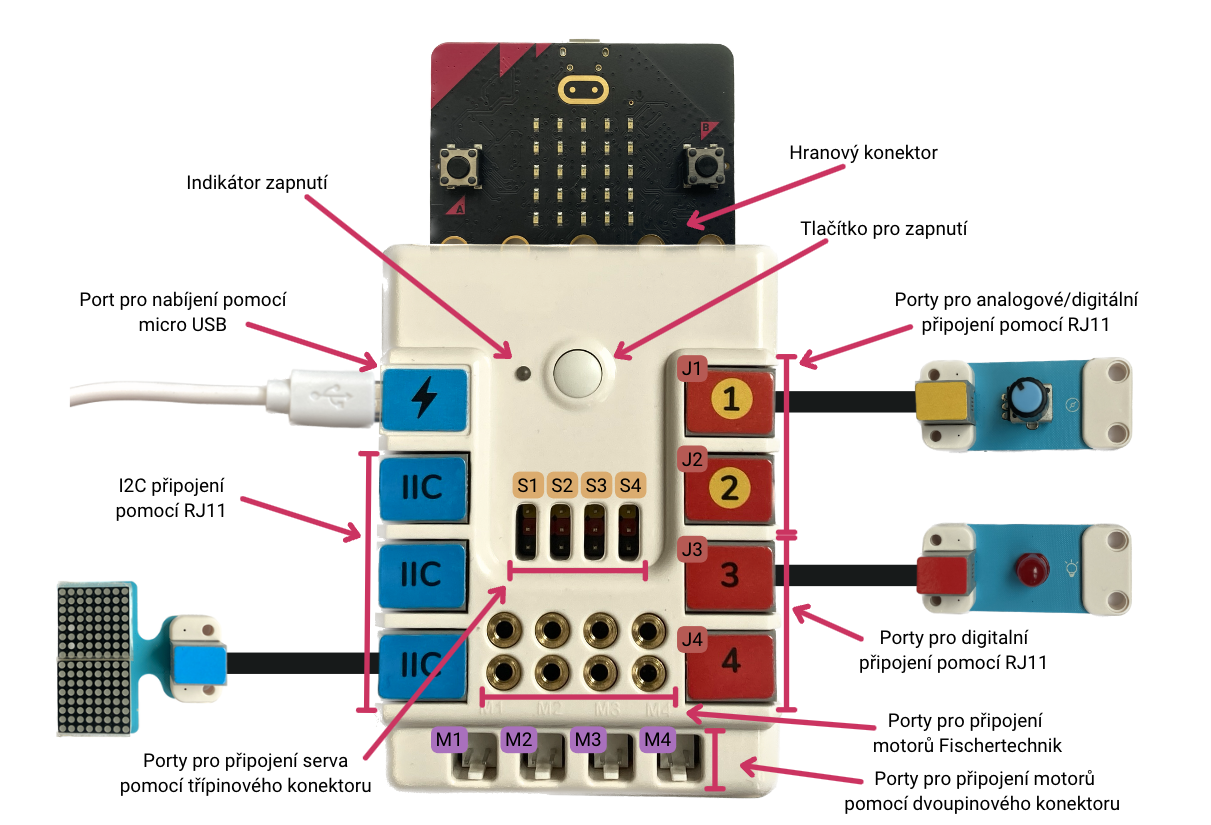 B
Hranový konektor
Indikátor zapnutí
A
Tlačítko pro zapnutí
Port pro nabíjení pomocí
micro USB
Porty pro analogové/digitální
připojení pomocí RJ11
J1
1
J2
2
IIC
S1 S2 S3 S4
I2C připojení
pomocí RJ11
J3
3
IIC
J4
4
IIC
Porty pro digitalní
připojení pomocí RJ11
M1 M2 M3 M4
Porty pro připojení
motorů Fischertechnik
M1 M2 M3 M4
Porty pro připojení serva
pomocí třípinového konektoru
Porty pro připojení motorů
pomocí dvoupinového konektoru